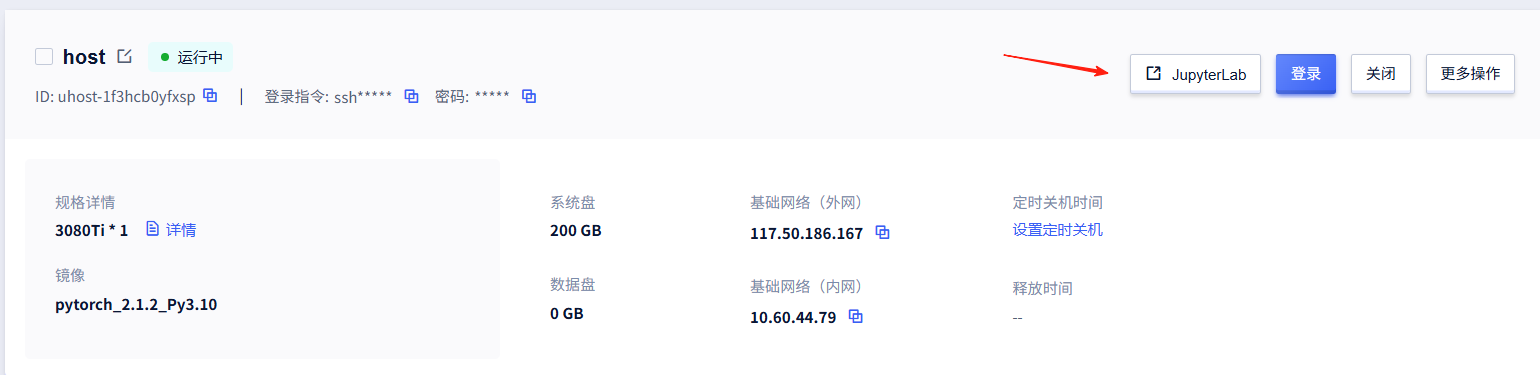 host 运行中
JupyterLab 登录 关闭 更多操作
ID: uhost-1f3hcb0yfxsp | 登录指令: ssh***** 密码: *****
规格详情
3080Ti * 1 详情
镜像
pytorch_2.1.2_Py3.10
系统盘
200 GB
数据盘
0 GB
基础网络（外网）
117.50.186.167
基础网络（内网）
10.60.44.79
定时关机时间
设置定时关机
释放时间
--